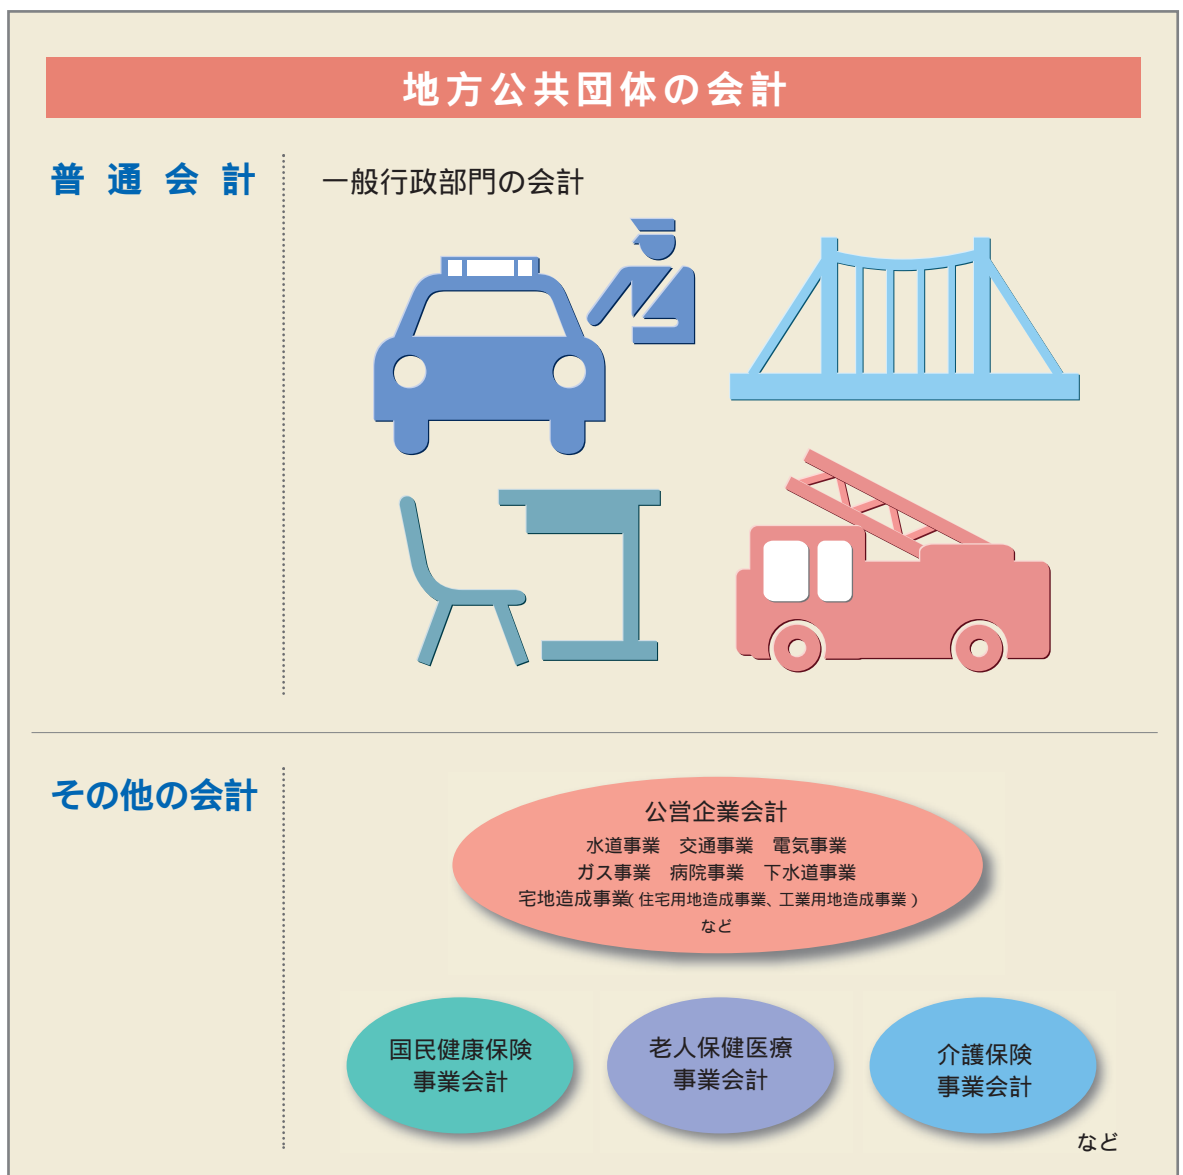 地方公共団体の会計
普通会計
一般行政部門の会計
その他の会計
公営企業会計
水道事業　交通事業　電気事業
ガス事業　病院事業　下水道事業
宅地造成事業(住宅用地造成事業、工業用地造成事業)
など
国民健康保険
事業会計
老人保健医療
事業会計
介護保険
事業会計
など